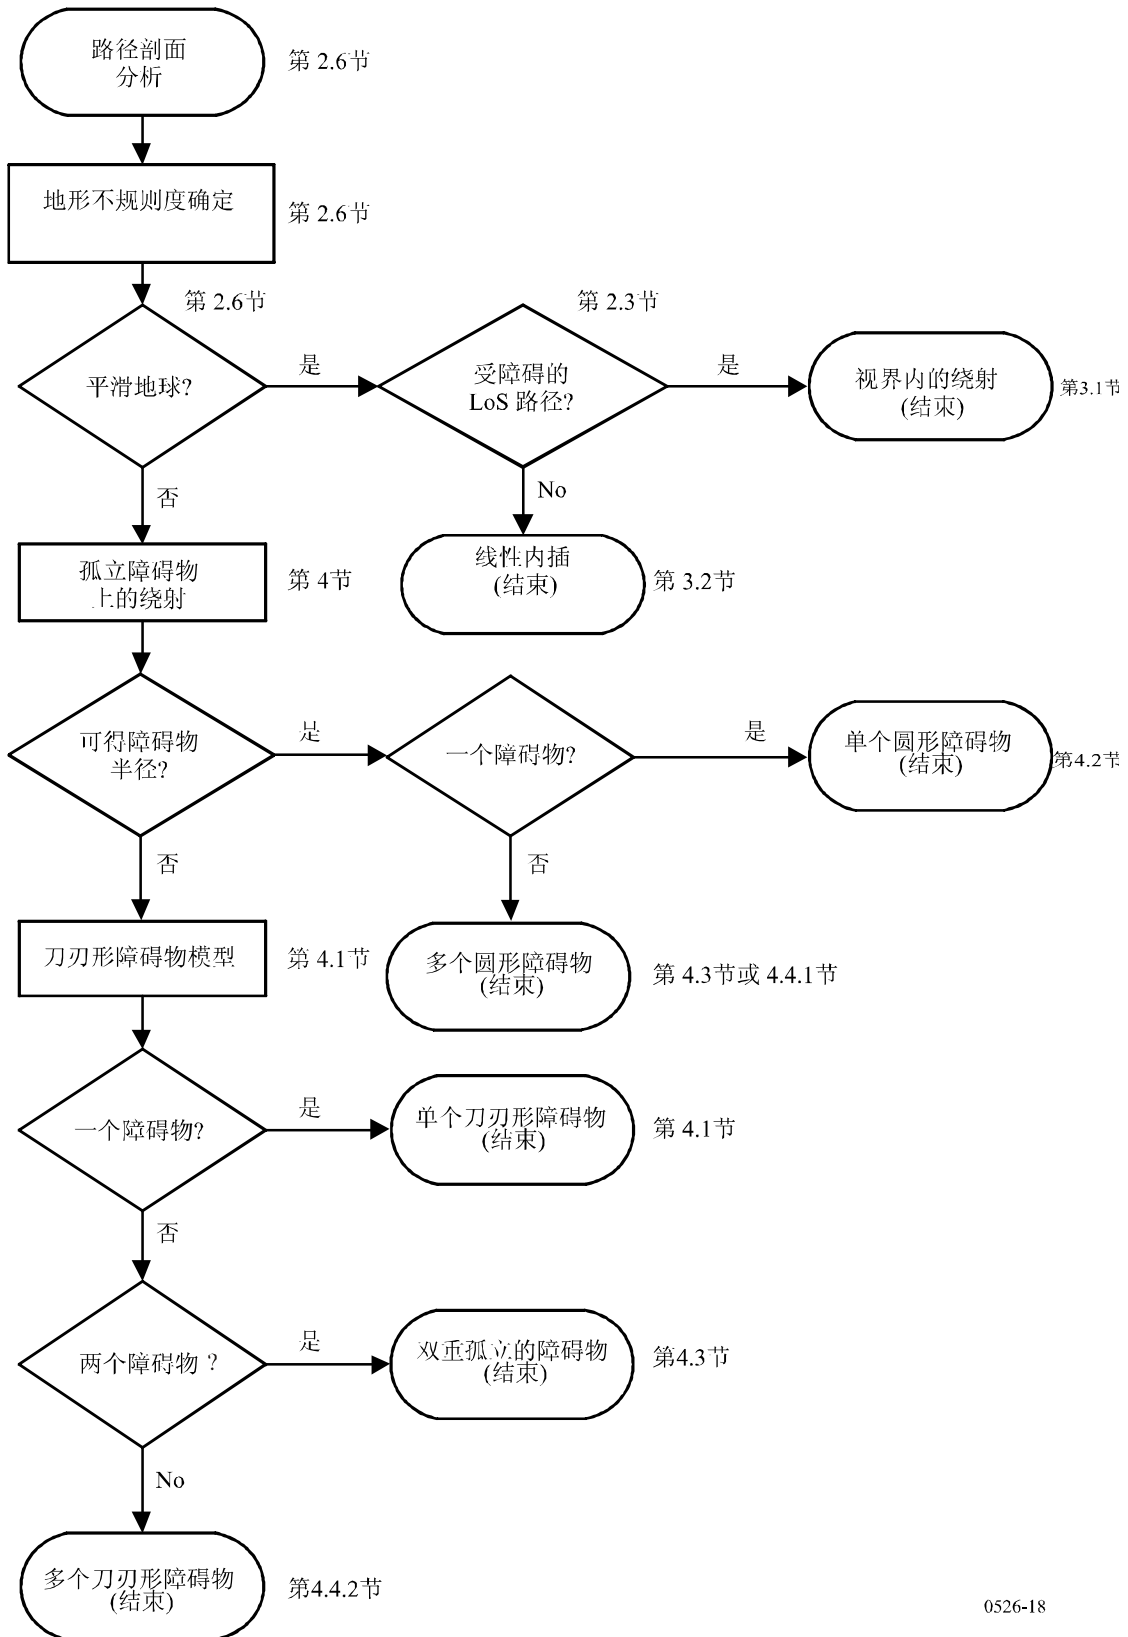 路径剖面
分析
第 2.6节
地形不规则度确定
第 2.6节
第 2.6节
平滑地球?
是
第 2.3节
受障碍的
LoS 路径?
是
视界内的绕射
(结束)
第3.1节
否
No
孤立障碍物
上的绕射
第 4节
线性内插
(结束)
第 3.2节
可得障碍物
半径?
是
一个障碍物?
是
单个圆形障碍物
(结束)
第4.2节
否
否
刀刃形障碍物模型
第 4.1节
多个圆形障碍物
(结束)
第 4.3节或 4.4.1节
一个障碍物?
是
单个刀刃形障碍物
(结束)
第 4.1节
否
两个障碍物 ?
是
双重孤立的障碍物
(结束)
第4.3节
No
多个刀刃形障碍物
(结束)
第4.4.2节
0526-18